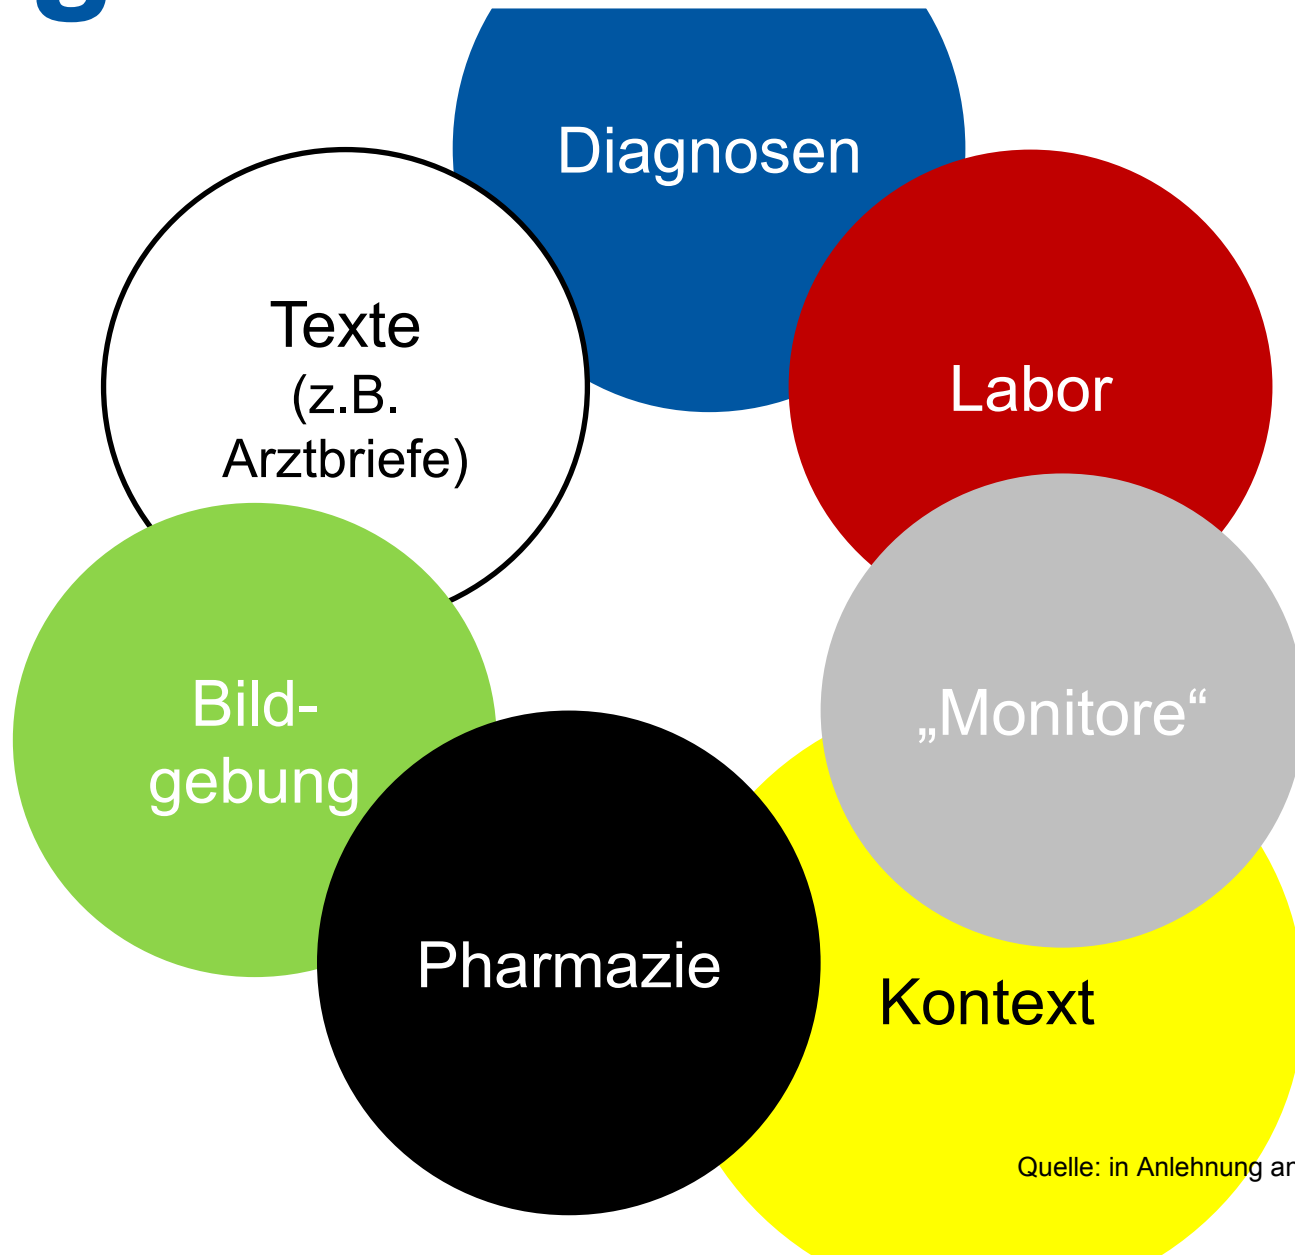 g
Diagnosen
Texte
(z.B.
Arztbriefe)
Labor
Bild-
gebung
„Monitore“
Pharmazie
Kontext
Quelle: in Anlehnung an